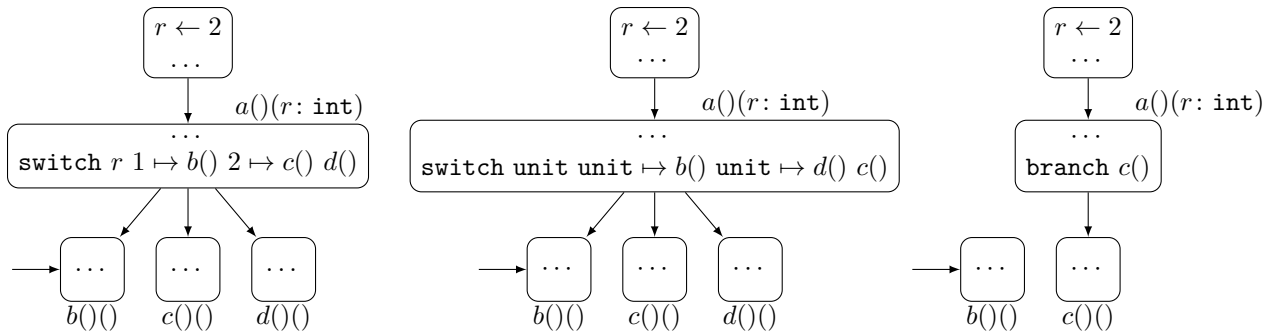 r ← 2
...
a()(r: int)
...
switch r 1 ↦ b() 2 ↦ c() d()
...
...
...
b()()
c()()
d()()
r ← 2
...
a()(r: int)
...
switch unit unit ↦ b() unit ↦ d() c()
...
...
...
b()()
c()()
d()()
r ← 2
...
a()(r: int)
...
branch c()
...
...
b()()
c()()